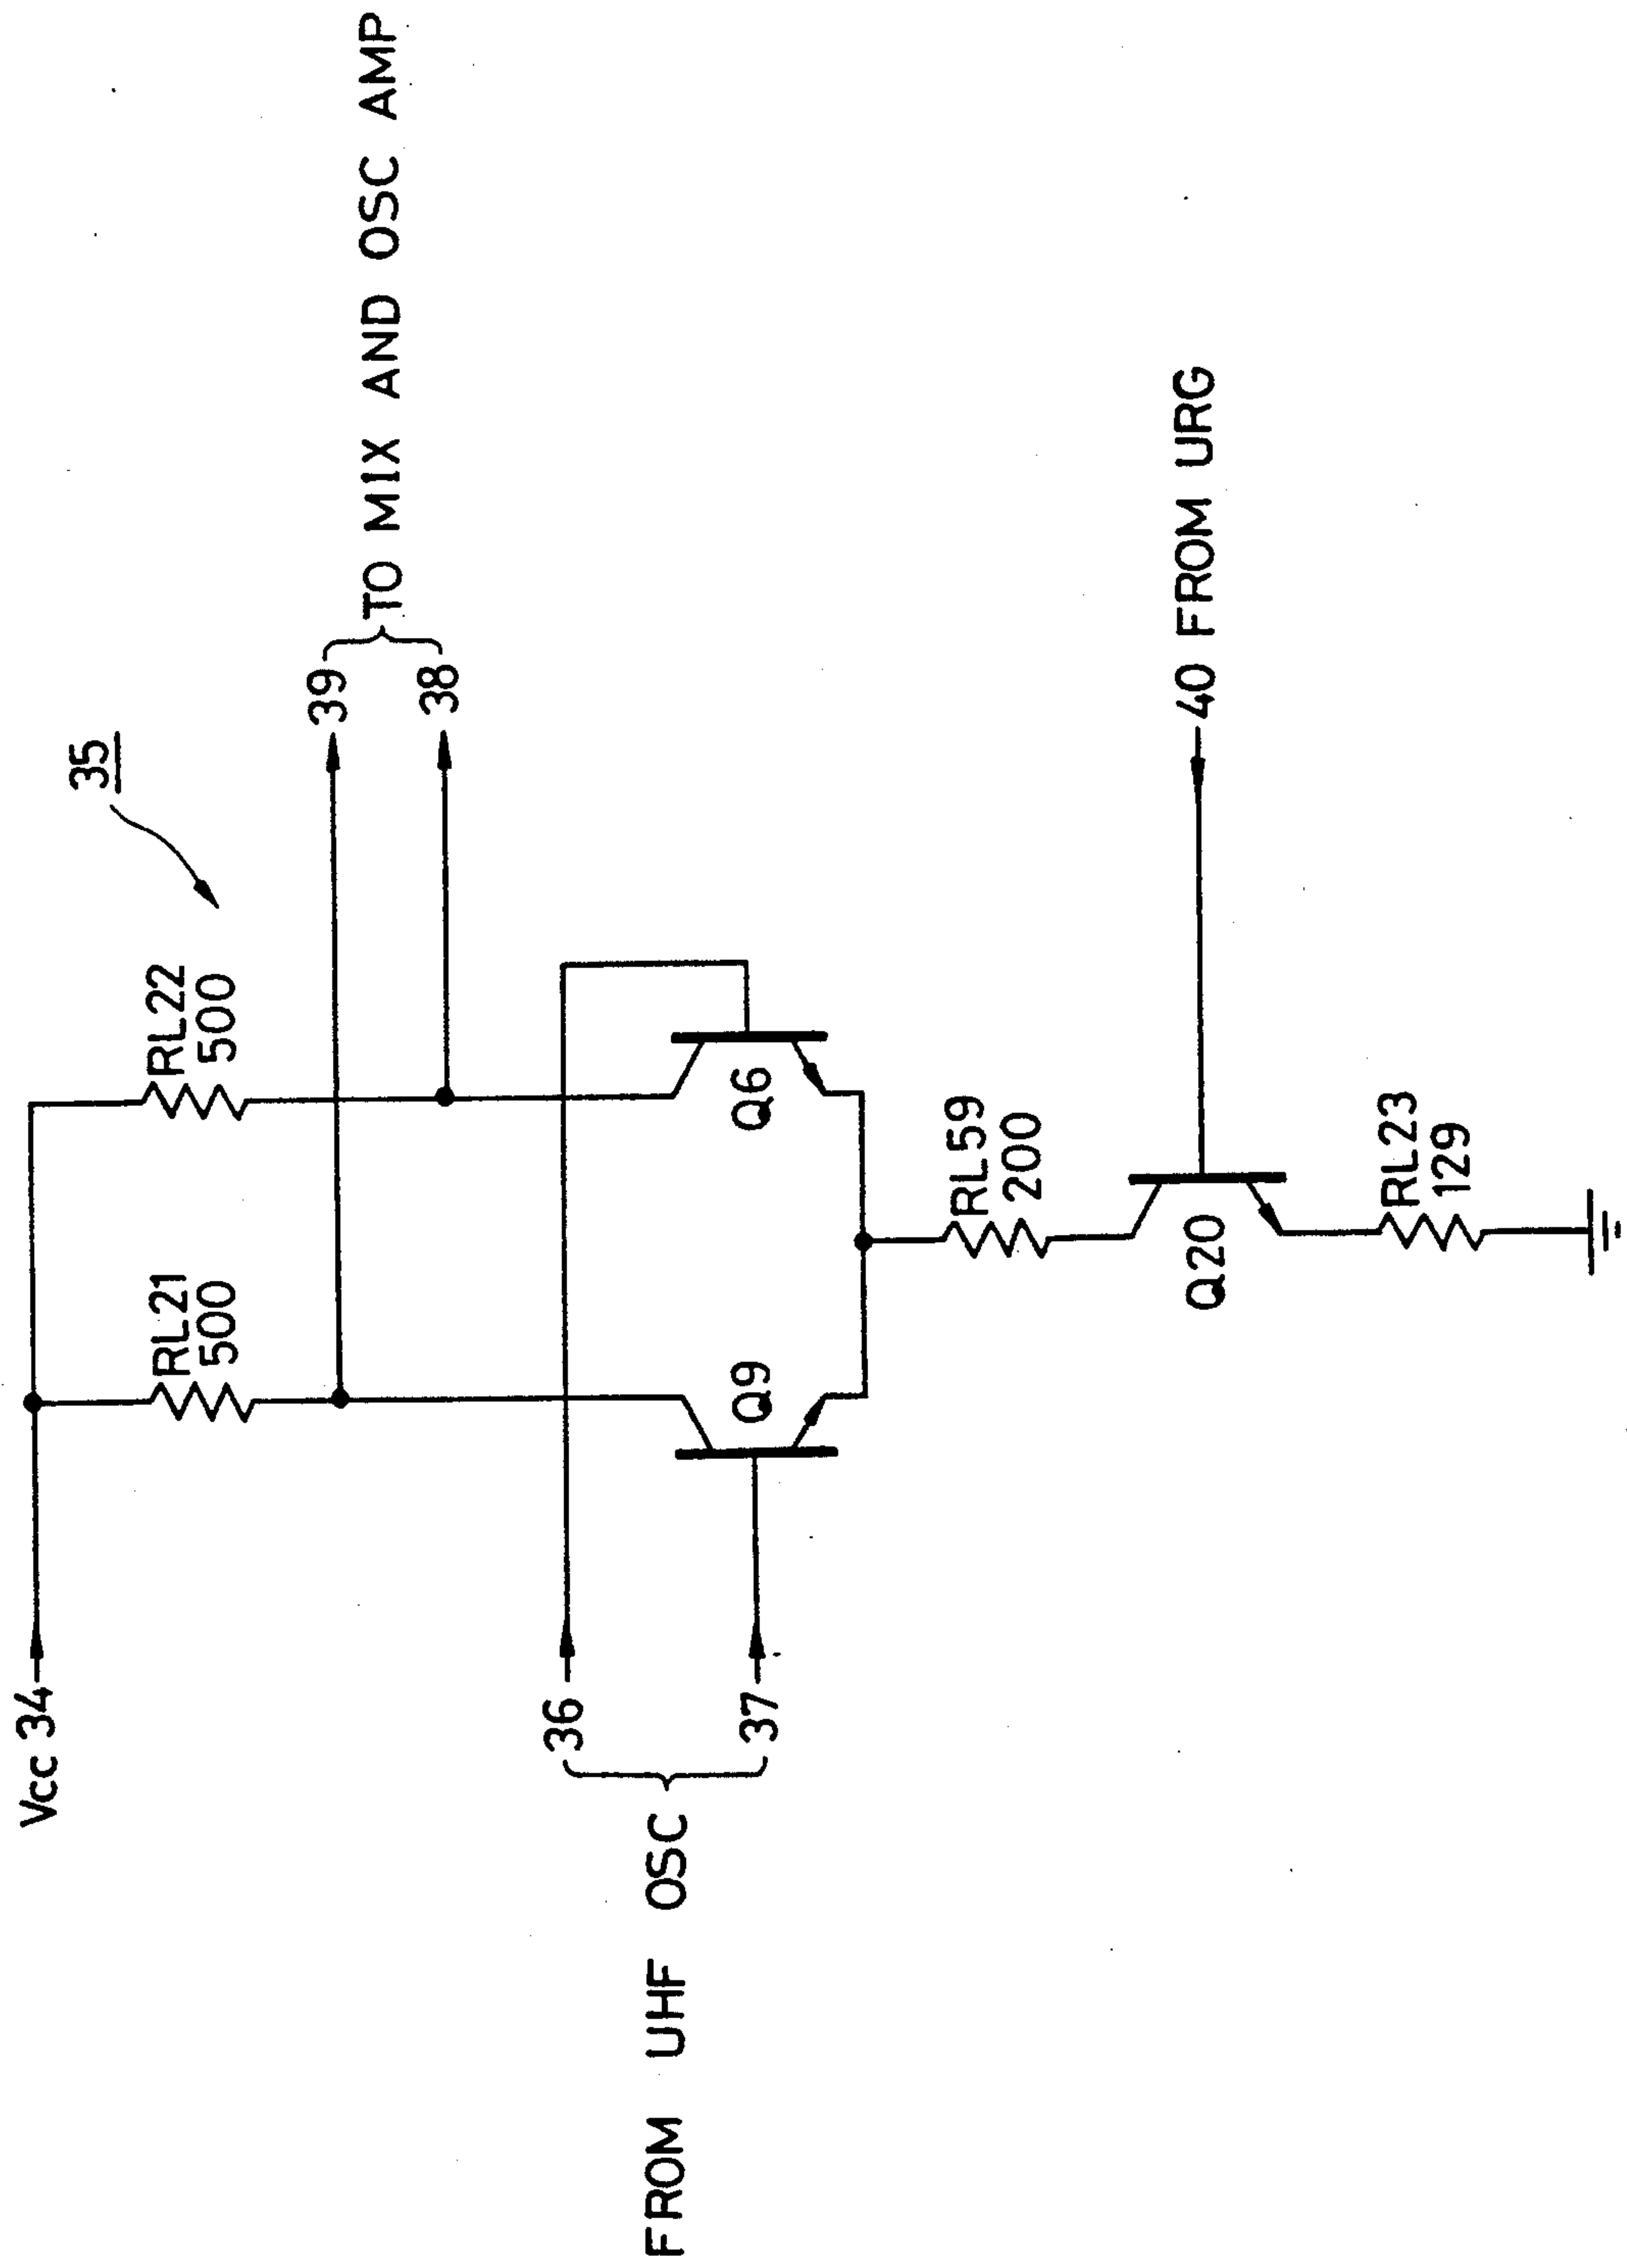 35
Vcc 34
RL21
500
RL22
500
39
38
TO MIX AND OSC AMP
36
37
FROM UHF OSC
Q9
Q6
RL59
200
Q20
40 FROM URG
RL23
129